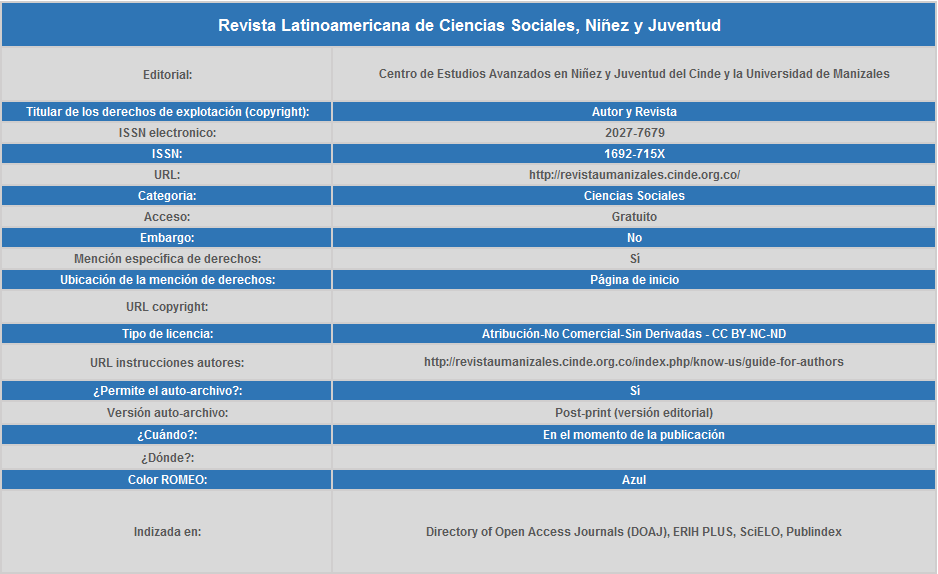 Revista Latinoamericana de Ciencias Sociales, Niñez y Juventud
Editorial: Centro de Estudios Avanzados en Niñez y Juventud del Cinde y la Universidad de Manizales
Titular de los derechos de explotación (copyright): Autor y Revista
ISSN electronico: 2027-7679
ISSN: 1692-715X
URL: http://revistaumanizales.cinde.org.co/
Categoria: Ciencias Sociales
Acceso: Gratuito
Embargo: No
Mención específica de derechos: Sí
Ubicación de la mención de derechos: Página de inicio
URL copyright:
Tipo de licencia: Atribución-No Comercial-Sin Derivadas - CC BY-NC-ND
URL instrucciones autores: http://revistaumanizales.cinde.org.co/index.php/know-us/guide-for-authors
¿Permite el auto-archivo?: Sí
Versión auto-archivo: Post-print (versión editorial)
¿Cuándo?: En el momento de la publicación
¿Dónde?:
Color ROMEO: Azul
Indizada en: Directory of Open Access Journals (DOAJ), ERIH PLUS, SciELO, Publindex